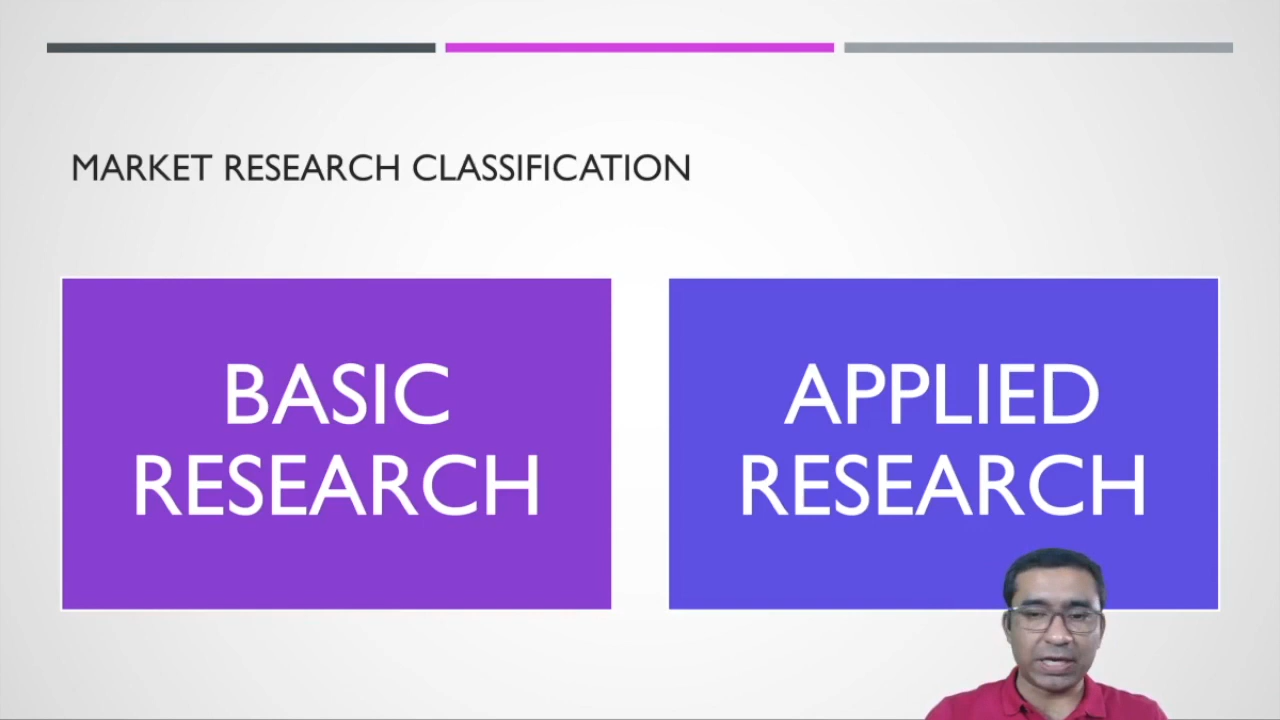 MARKET RESEARCH CLASSIFICATION
BASIC
RESEARCH
APPLIED
RESEARCH